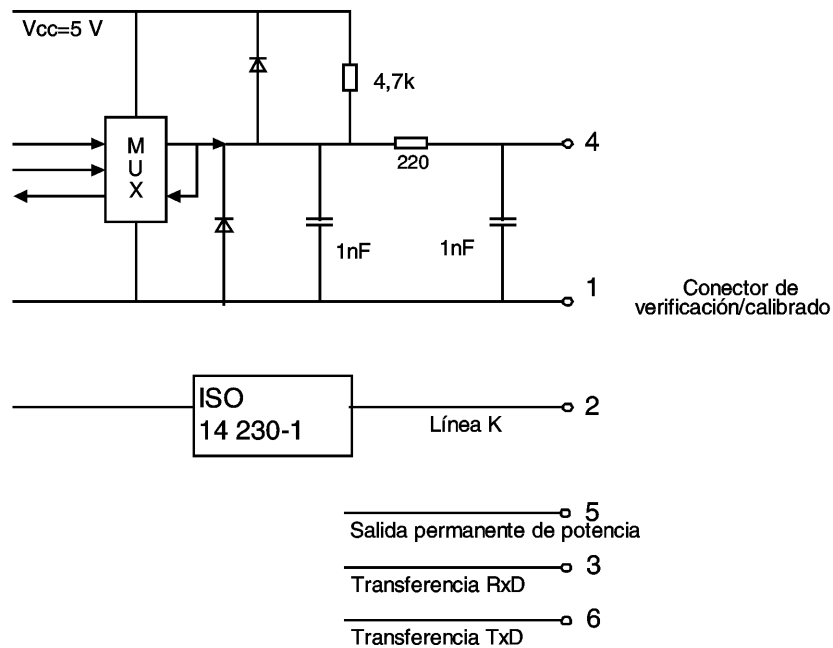 Vcc=5 V
4,7k
M
U
X
4
220
1nF
1nF
1
Conector de
verificación/calibrado
ISO
14 230-1
2
Línea K
5
Salida permanente de potencia
3
Transferencia RxD
6
Transferencia TxD